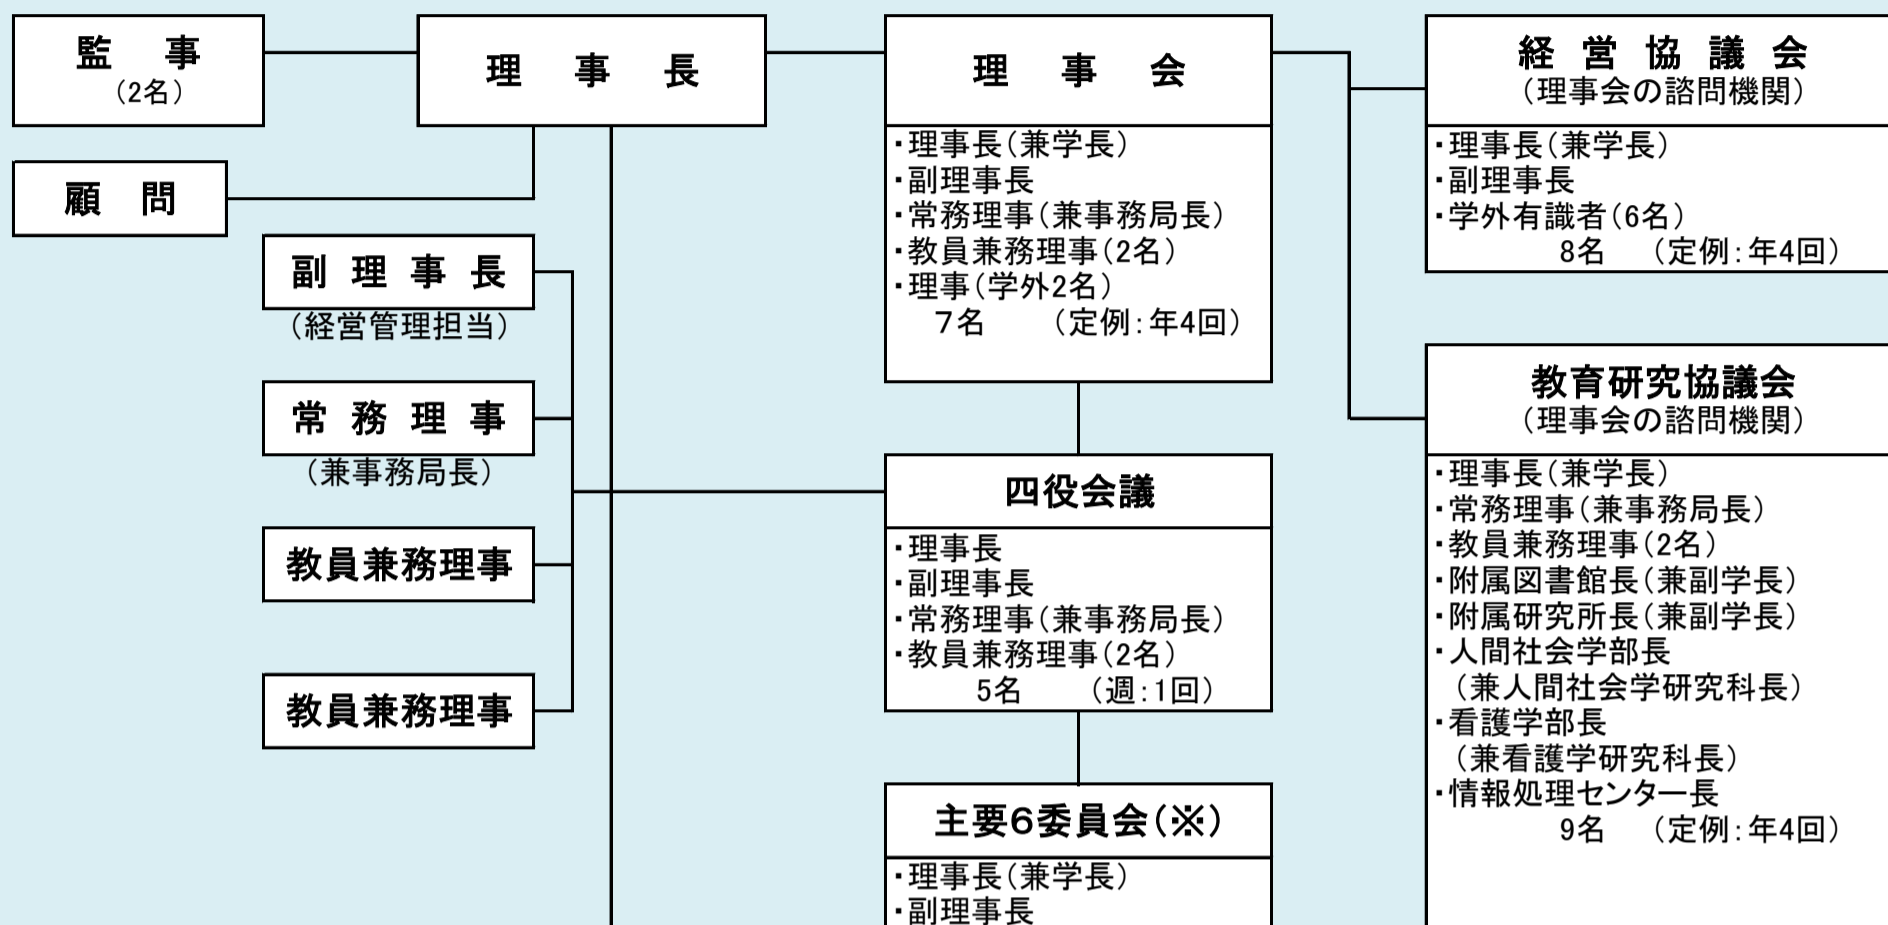 監事
（2名）
理事長
顧問
副理事長
（経営管理担当）
常務理事
（兼事務局長）
教員兼務理事
教員兼務理事
理事会
・理事長（兼学長）
・副理事長
・常務理事（兼事務局長）
・教員兼務理事（2名）
・理事（学外2名）
7名　（定例：年4回）
四役会議
・理事長
・副理事長
・常務理事（兼事務局長）
・教員兼務理事（2名）
5名　（週：1回）
主要6委員会（※）
・理事長（兼学長）
・副理事長
経営協議会
（理事会の諮問機関）
・理事長（兼学長）
・副理事長
・学外有識者（6名）
8名　（定例：年4回）
教育研究協議会
（理事会の諮問機関）
・理事長（兼学長）
・常務理事（兼事務局長）
・教員兼務理事（2名）
・附属図書館長（兼副学長）
・附属研究所長（兼副学長）
・人間社会学部長
（兼人間社会学研究科長）
・看護学部長
（兼看護学研究科長）
・情報処理センター長
9名　（定例：年4回）